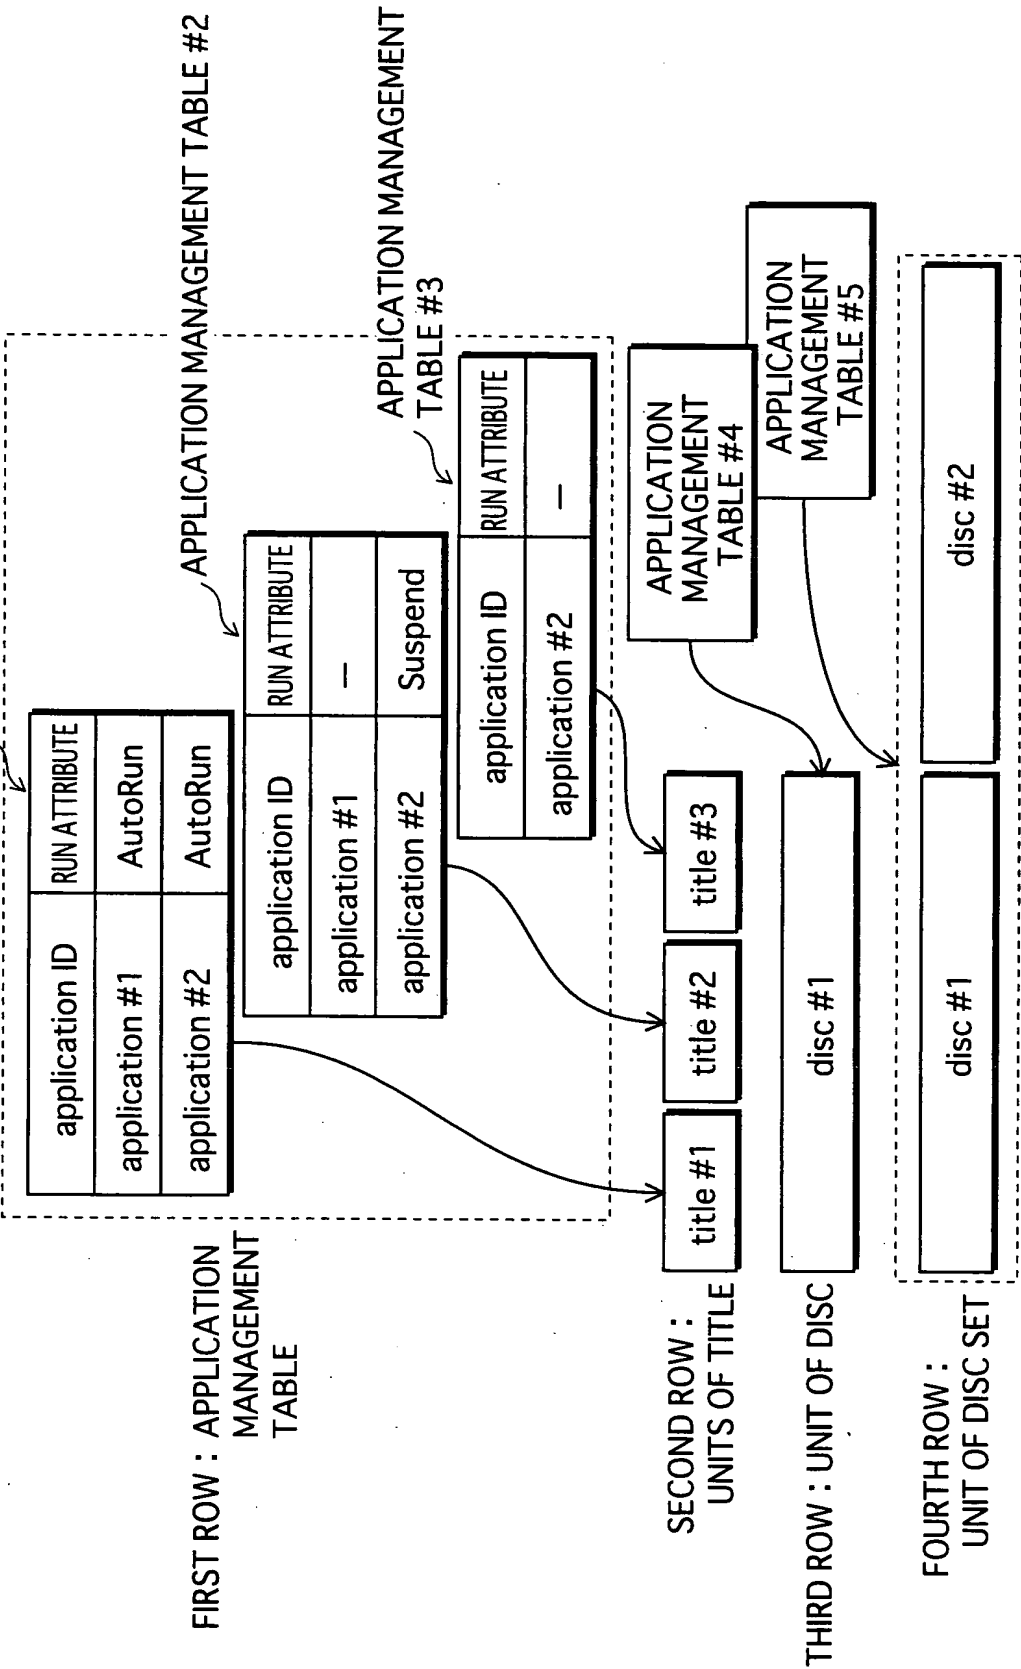 APPLICATION MANAGEMENT TABLE #2
APPLICATION MANAGEMENT
TABLE #3
FIRST ROW : APPLICATION
MANAGEMENT
TABLE
application ID RUN ATTRIBUTE
application #1 AutoRun
application #2 AutoRun
application ID RUN ATTRIBUTE
application #1 —
application #2 Suspend
application ID RUN ATTRIBUTE
application #2 —
SECOND ROW :
UNITS OF TITLE
title #1 title #2 title #3
APPLICATION
MANAGEMENT
TABLE #4
APPLICATION
MANAGEMENT
TABLE #5
THIRD ROW : UNIT OF DISC
disc #1
FOURTH ROW :
UNIT OF DISC SET
disc #1 disc #2